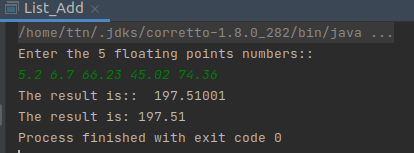 List_Add ×
/home/ttn/.jdks/corretto-1.8.0_282/bin/java ...
Enter the 5 floating points numbers::
5.2 6.7 66.23 45.02 74.36
The result is::  197.51001
The result is: 197.51
Process finished with exit code 0